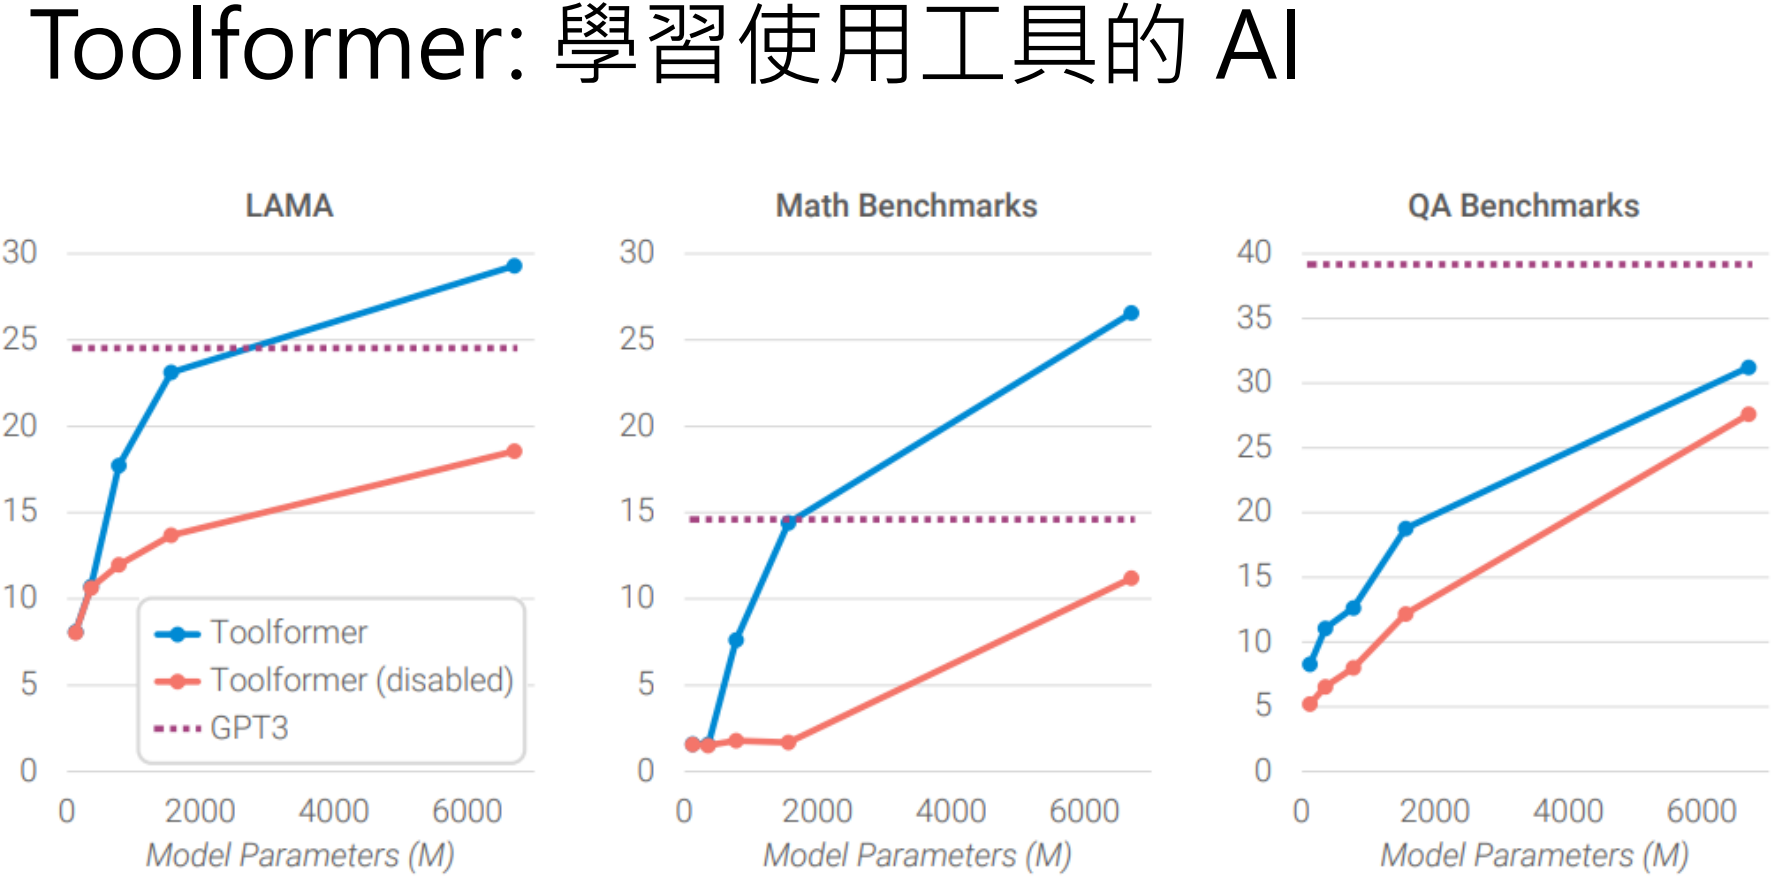 Toolformer: 學習使用工具的 AI
LAMA
30
25
20
15
10
5
0
0 2000 4000 6000
Model Parameters (M)
Toolformer
Toolformer (disabled)
GPT3
Math Benchmarks
30
25
20
15
10
5
0
0 2000 4000 6000
Model Parameters (M)
QA Benchmarks
40
35
30
25
20
15
10
5
0
0 2000 4000 6000
Model Parameters (M)